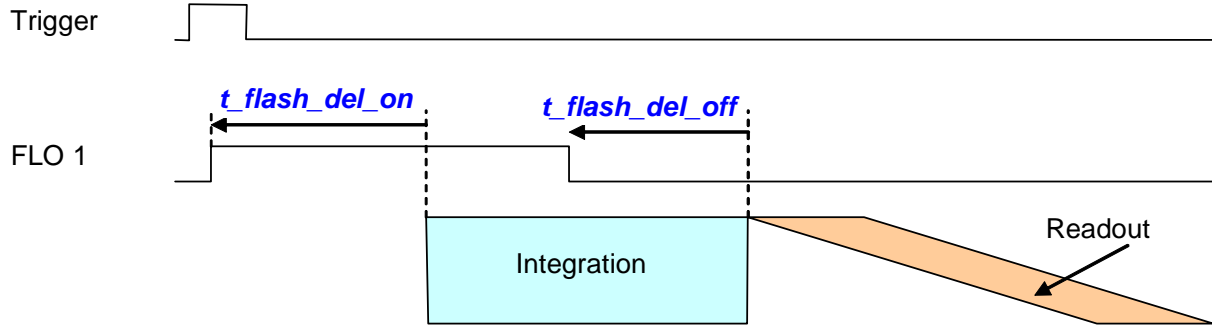 Trigger
t_flash_del_on
t_flash_del_off
FLO 1
Readout
Integration